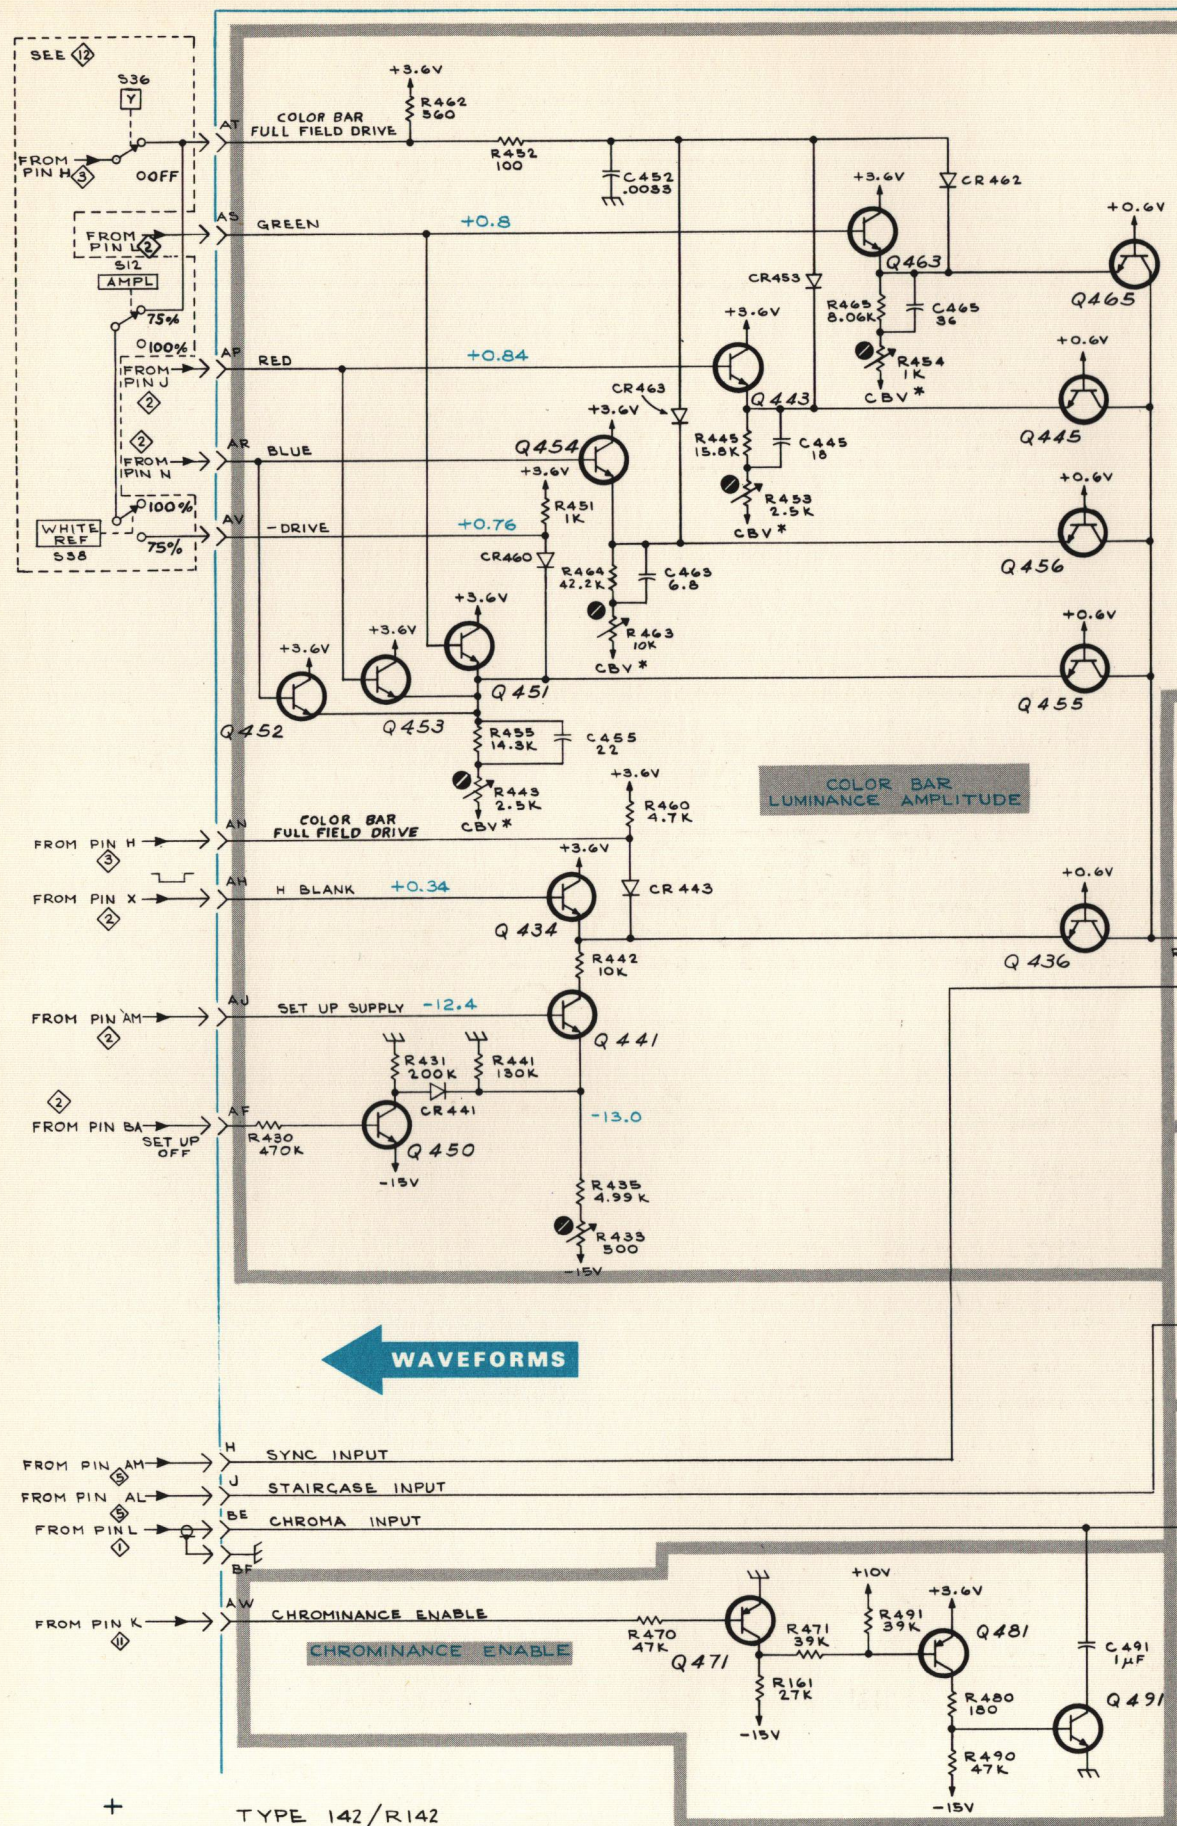 SEE 12
S36
Y
FROM PIN H 3
OFF
AT
COLOR BAR
FULL FIELD DRIVE
+3.6V
R462
560
R452
100
C452
.0033
CR462
+3.6V
Q463
+0.6V
Q465
AS
FROM PIN L 2
GREEN
+0.8
S12
AMPL
75%
100%
CR453
R465
8.06K
C465
36
R454
1K
CBV *
AP
FROM PIN J
2
RED
+0.84
+3.6V
Q443
+0.6V
Q445
CR463
R445
15.8K
C445
18
R453
2.5K
CBV *
2
FROM PIN N
AR
BLUE
Q454
+3.6V
+3.6V
R451
1K
100%
WHITE
REF
S38
75%
AV
-DRIVE
+0.76
CR460
+0.6V
Q456
R464
42.2K
C463
6.8
R463
10K
CBV *
+3.6V
Q451
+3.6V
Q453
+3.6V
Q452
+0.6V
Q455
R455
14.3K
C455
22
R443
2.5K
CBV *
COLOR BAR
LUMINANCE AMPLITUDE
FROM PIN H
3
AN
COLOR BAR
FULL FIELD DRIVE
+3.6V
R460
4.7K
FROM PIN X
2
AH
H BLANK
+0.34
+3.6V
Q434
CR443
+0.6V
Q436
R442
10K
FROM PIN AM
2
AJ
SET UP SUPPLY
-12.4
Q441
R431
200K
R441
130K
CR441
-13.0
2
FROM PIN BA
SET UP
OFF
AF
R430
470K
Q450
-15V
R435
4.99K
R433
500
-15V
WAVEFORMS
FROM PIN AM
5
H
SYNC INPUT
FROM PIN AL
5
J
STAIRCASE INPUT
FROM PIN L
1
BE
CHROMA INPUT
BF
FROM PIN K
11
AW
CHROMINANCE ENABLE
CHROMINANCE ENABLE
R470
47K
Q471
R471
39K
R161
27K
-15V
+10V
R491
39K
+3.6V
Q481
R480
180
R490
47K
-15V
C491
1µF
Q491
+
TYPE 142/R142